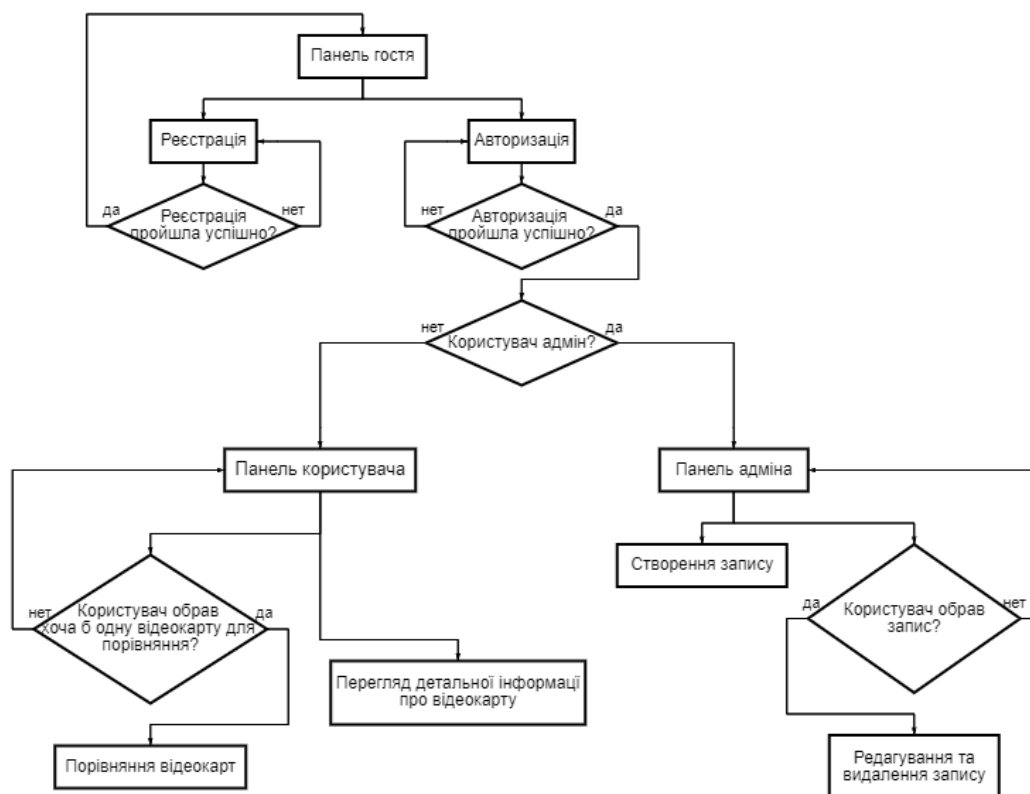 Панель гостя
Реєстрація
Авторизація
да
Реєстрація
пройшла успішно?
нет
нет
Авторизація
пройшла успішно?
да
нет
Користувач адмін?
да
Панель користувача
Панель адміна
Створення запису
нет
Користувач обрав
хоча б одну відеокарту для
порівняння?
да
да
Користувач обрав
запис?
нет
Перегляд детальної інформації
про відеокарту
Порівняння відеокарт
Редагування та
видалення запису